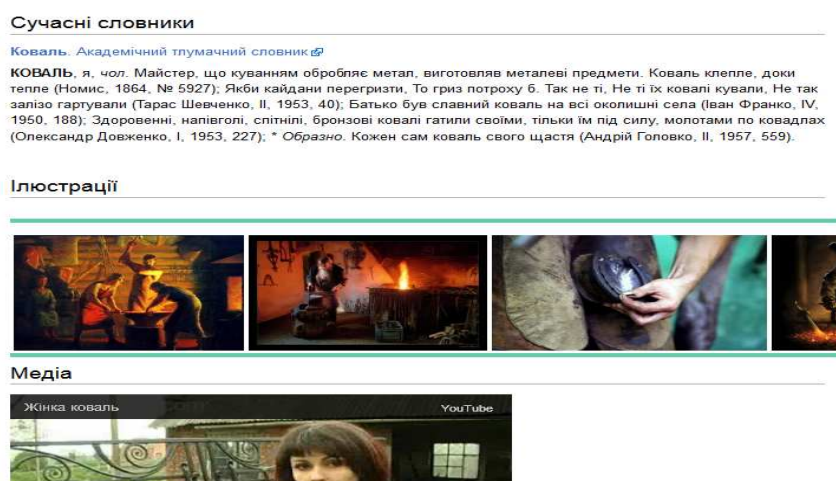 Сучасні словники
Коваль. Академічний тлумачний словник
КОВАЛЬ, я, чол. Майстер, що куванням обробляє метал, виготовляв металеві предмети. Коваль клепле, доки
тепле (Номис, 1864, № 5927); Якби кайдани перегризти, То гриз потроху б. Так не ті, Не ті їх ковалі кували, Не так
залізо гартували (Тарас Шевченко, II, 1953, 40); Батько був славний коваль на всі околишні села (Іван Франко, IV,
1950, 188); Здоровенні, напівголі, спітнілі, бронзові ковалі гатили своїми, тільки їм під силу, молотами по ковадлах
(Олександр Довженко, I, 1953, 227); * Образно. Кожен сам коваль свого щастя (Андрій Головко, II, 1957, 559).
Ілюстрації
Медіа
Жінка коваль YouTube